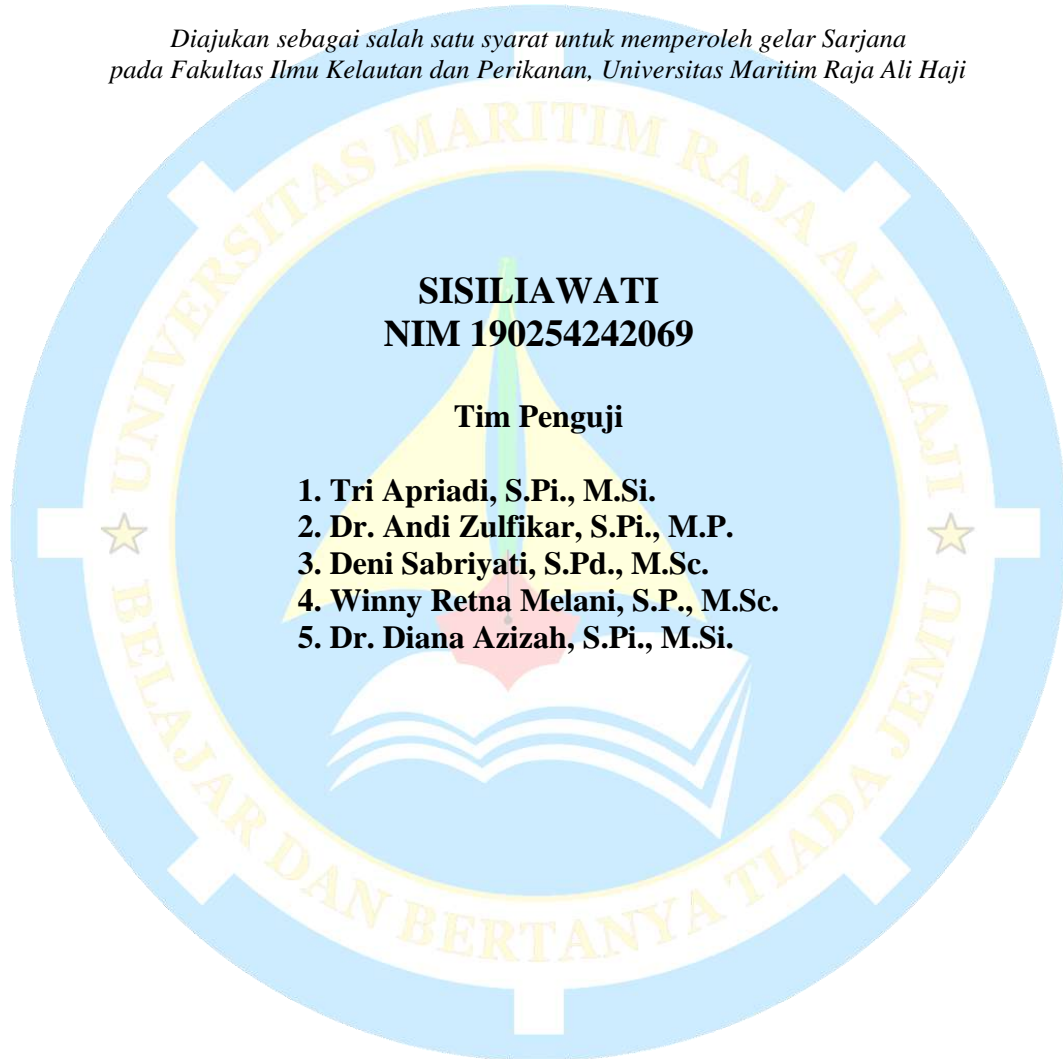 Diajukan sebagai salah satu syarat untuk memperoleh gelar Sarjana
pada Fakultas Ilmu Kelautan dan Perikanan, Universitas Maritim Raja Ali Haji
UNIVERSITAS MARITIM RAJA ALI HAJI
SISILIAWATI
NIM 190254242069
Tim Penguji
1. Tri Apriadi, S.Pi., M.Si.
2. Dr. Andi Zulfikar, S.Pi., M.P.
3. Deni Sabriyati, S.Pd., M.Sc.
4. Winny Retna Melani, S.P., M.Sc.
5. Dr. Diana Azizah, S.Pi., M.Si.
BELAJAR DAN BERTANYA TIADA JEMU